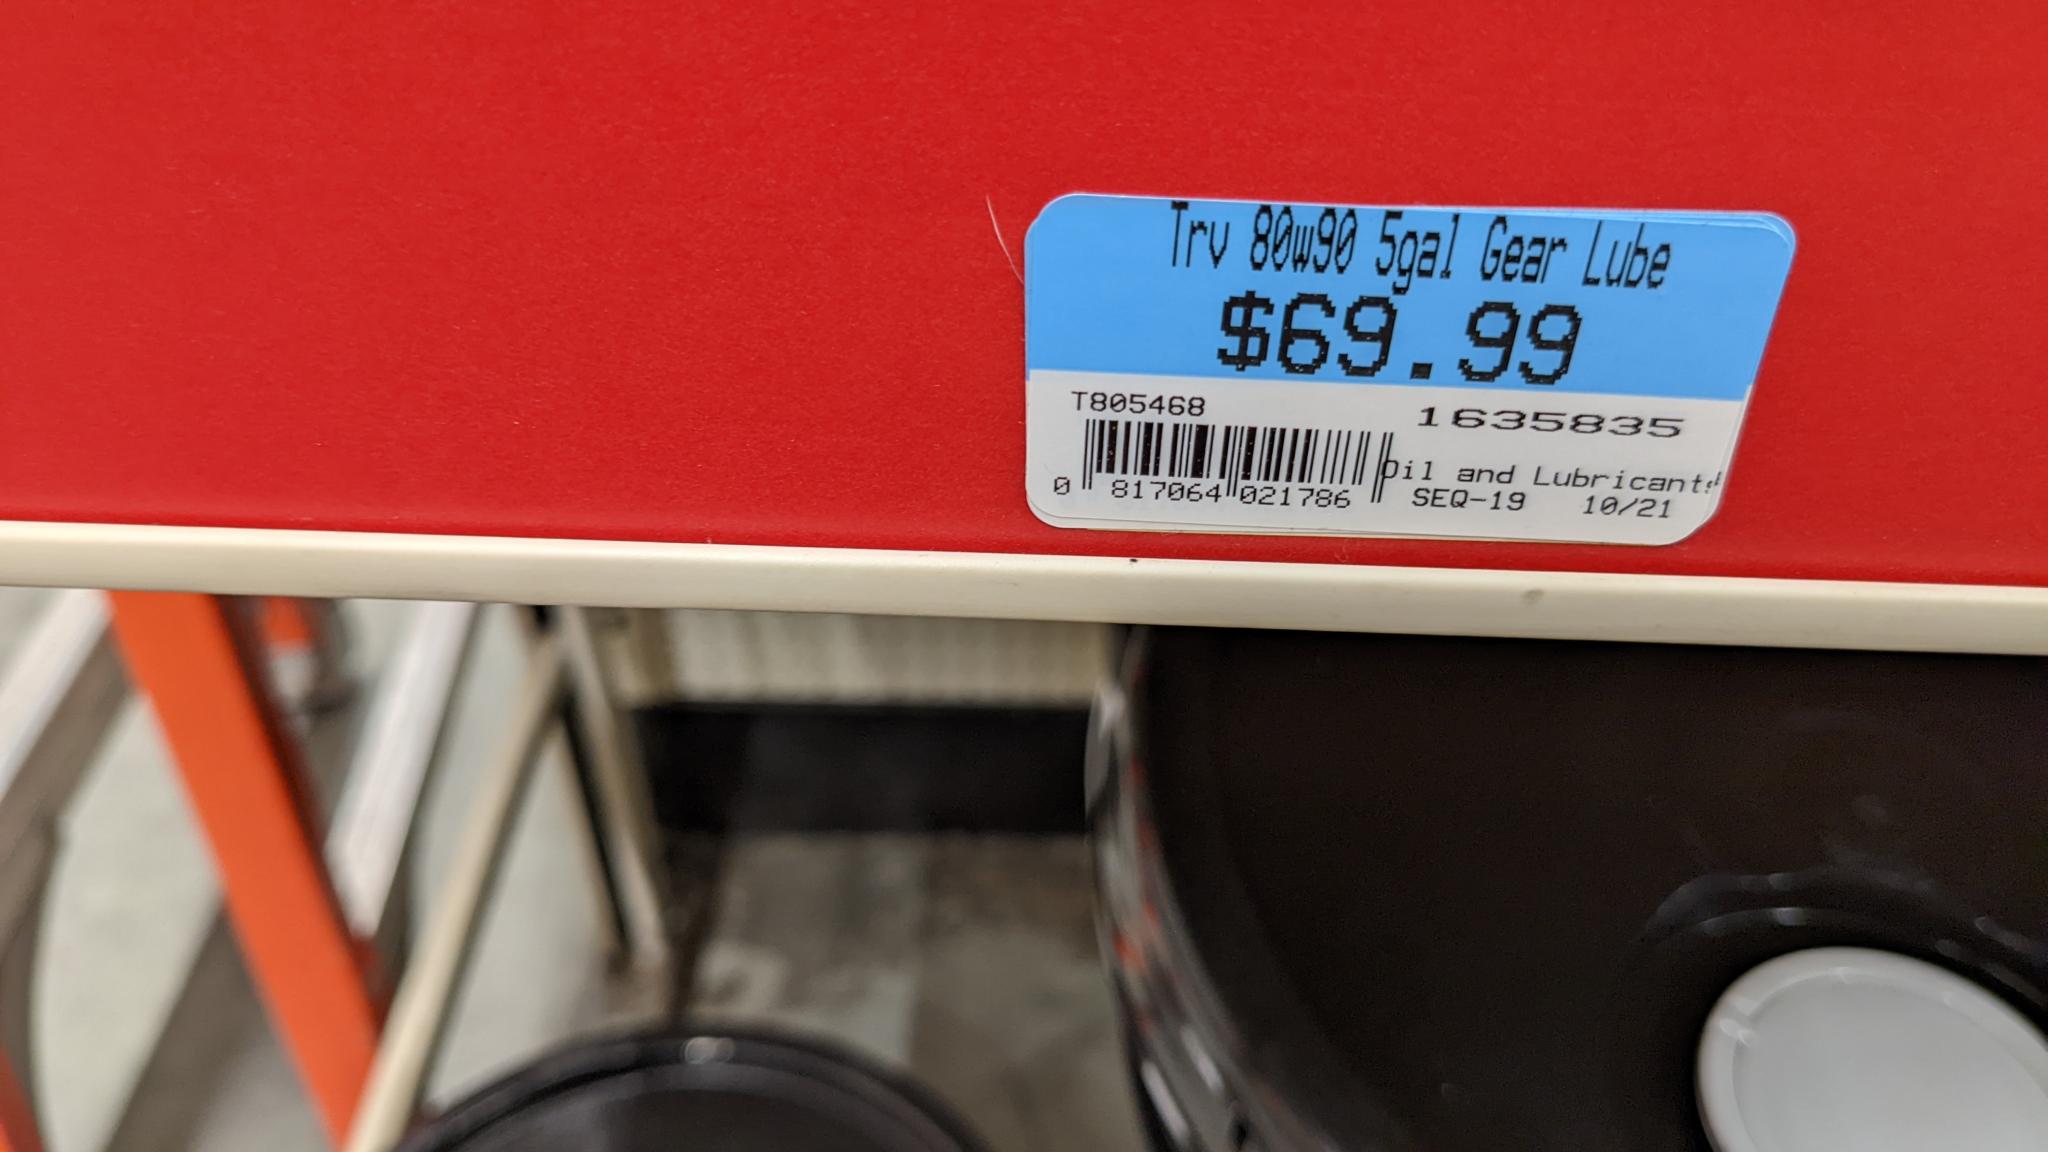 Trv 80w90 5gal Gear Lube
$69.99
T805468
1635835
0 817064 021786
Oil and Lubricants
SEQ-19 10/21